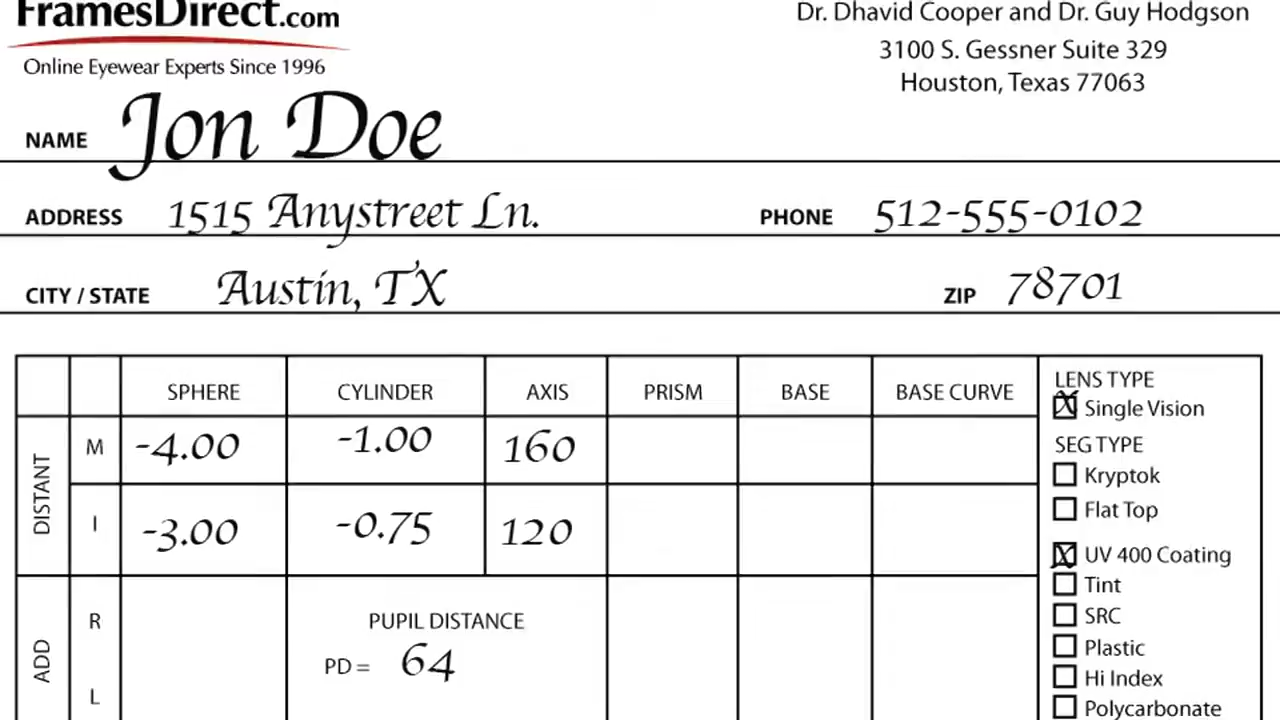 FramesDirect.com
Online Eyewear Experts Since 1996
Dr. Dhavid Cooper and Dr. Guy Hodgson
3100 S. Gessner Suite 329
Houston, Texas 77063
NAME Jon Doe
ADDRESS 1515 Anystreet Ln. PHONE 512-555-0102
CITY / STATE Austin, TX ZIP 78701
SPHERE CYLINDER AXIS PRISM BASE BASE CURVE
DISTANT
M -4.00 -1.00 160
I -3.00 -0.75 120
ADD
R
L
PUPIL DISTANCE
PD = 64
LENS TYPE
X Single Vision
SEG TYPE
Kryptok
Flat Top
X UV 400 Coating
Tint
SRC
Plastic
Hi Index
Polycarbonate